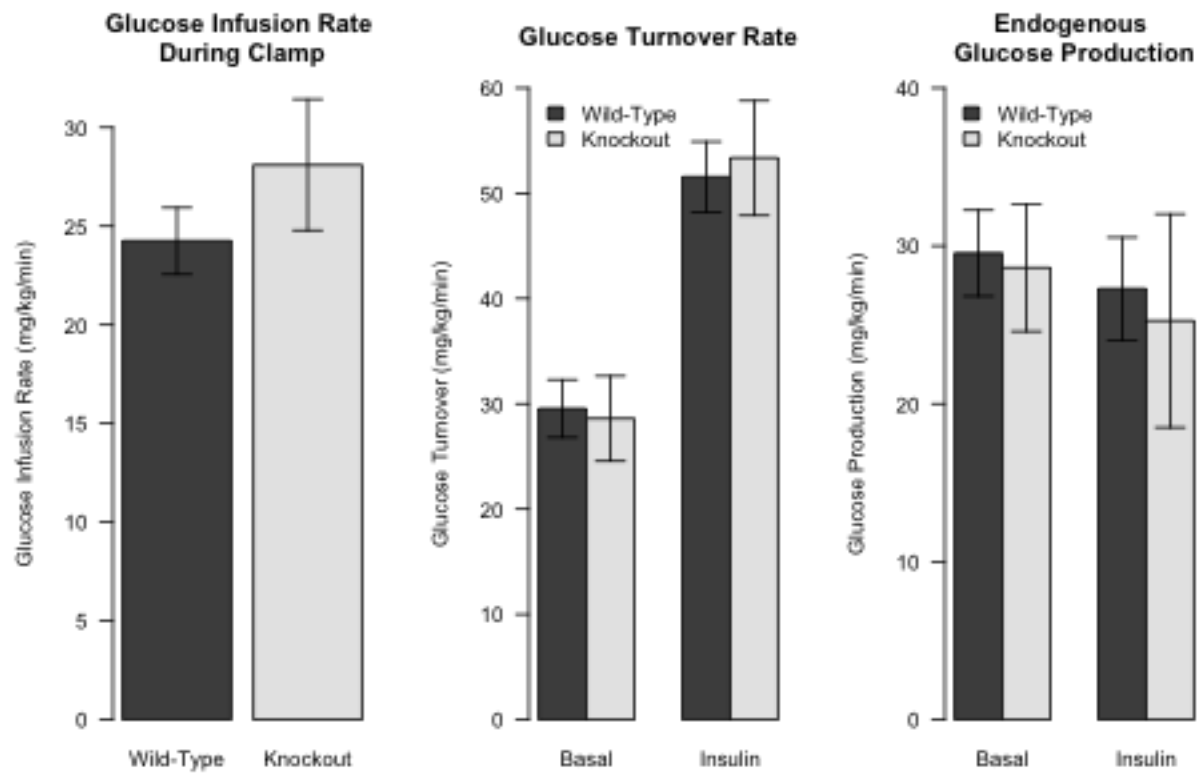 Glucose Infusion Rate
During Clamp
Glucose Infusion Rate (mg/kg/min)
30
25
20
15
10
5
0
Wild-Type Knockout
Glucose Turnover Rate
Glucose Turnover (mg/kg/min)
60
50
40
30
20
10
0
Wild-Type
Knockout
Basal Insulin
Endogenous
Glucose Production
Glucose Production (mg/kg/min)
40
30
20
10
0
Wild-Type
Knockout
Basal Insulin